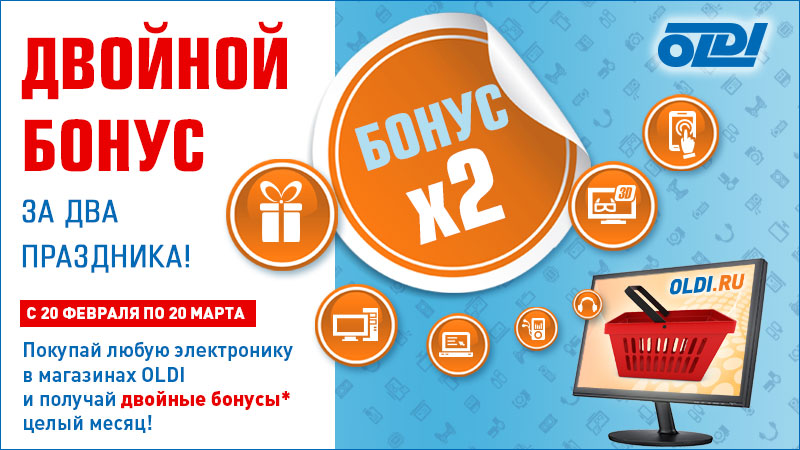 ДВОЙНОЙ
БОНУС
ЗА ДВА
ПРАЗДНИКА!
С 20 ФЕВРАЛЯ ПО 20 МАРТА
Покупай любую электронику
в магазинах OLDI
и получай двойные бонусы*
целый месяц!
БОНУС
x2
OLDI
3D
OLDI.RU